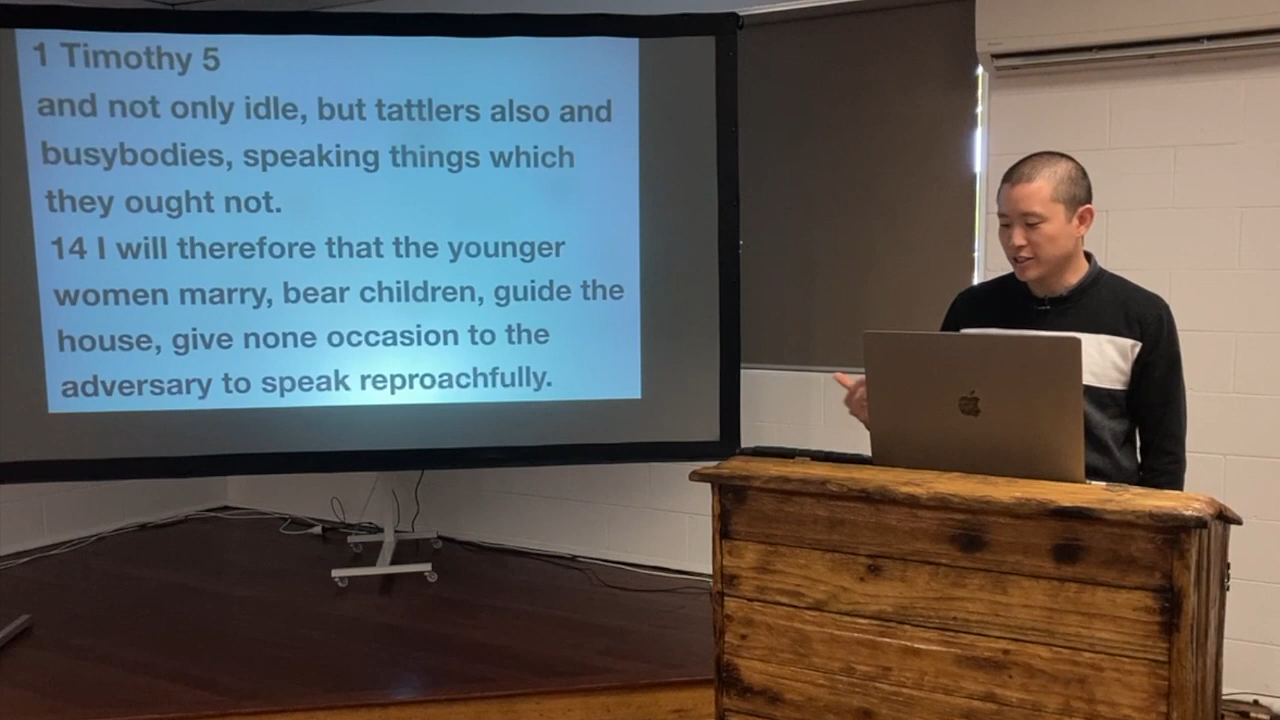 1 Timothy 5
and not only idle, but tattlers also and
busybodies, speaking things which
they ought not.
14 I will therefore that the younger
women marry, bear children, guide the
house, give none occasion to the
adversary to speak reproachfully.